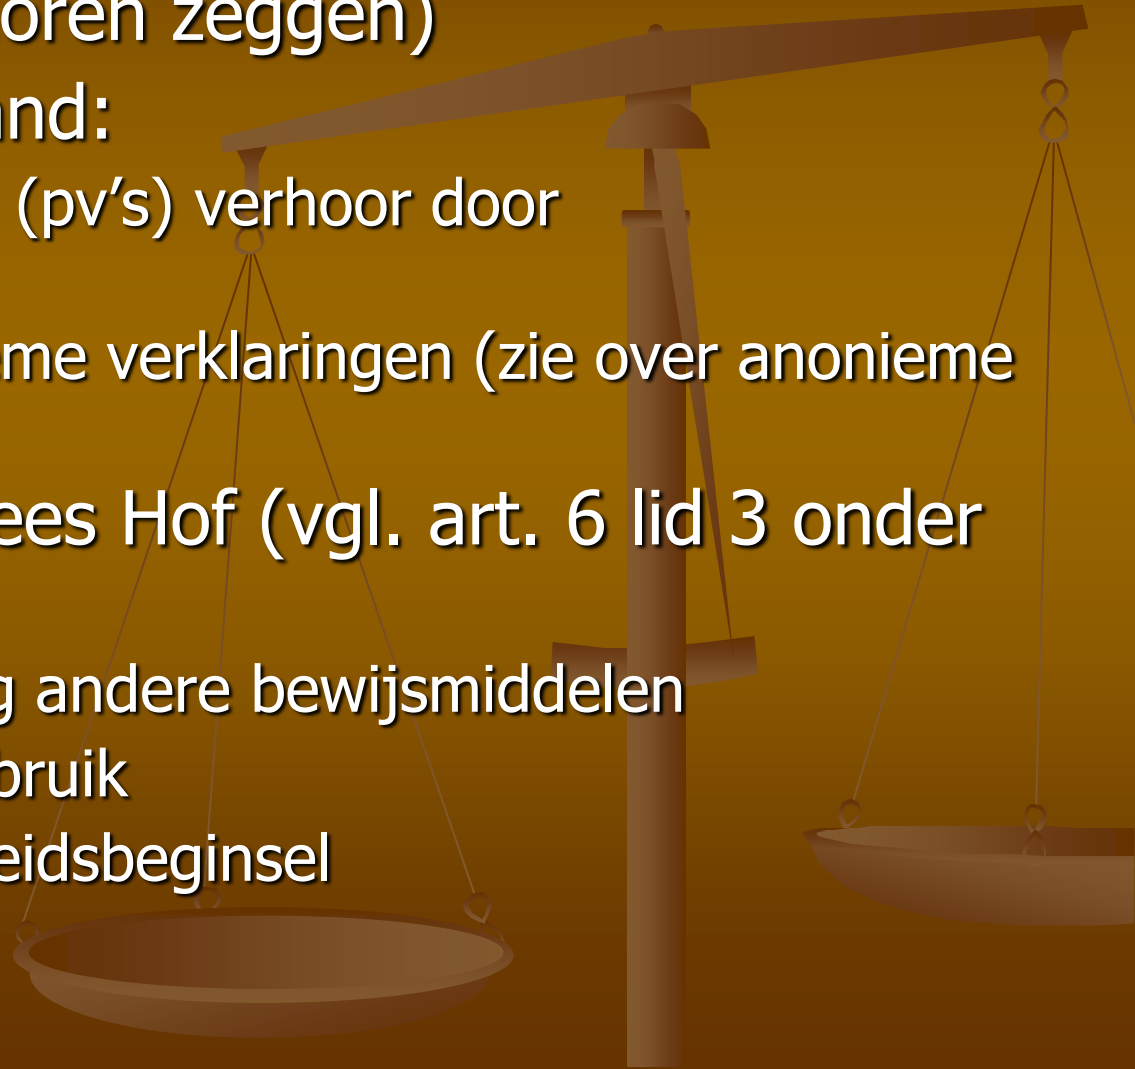 oren zeggen)
nd:
(pv’s) verhoor door
me verklaringen (zie over anonieme
ees Hof (vgl. art. 6 lid 3 onder
g andere bewijsmiddelen
bruik
eidsbeginsel